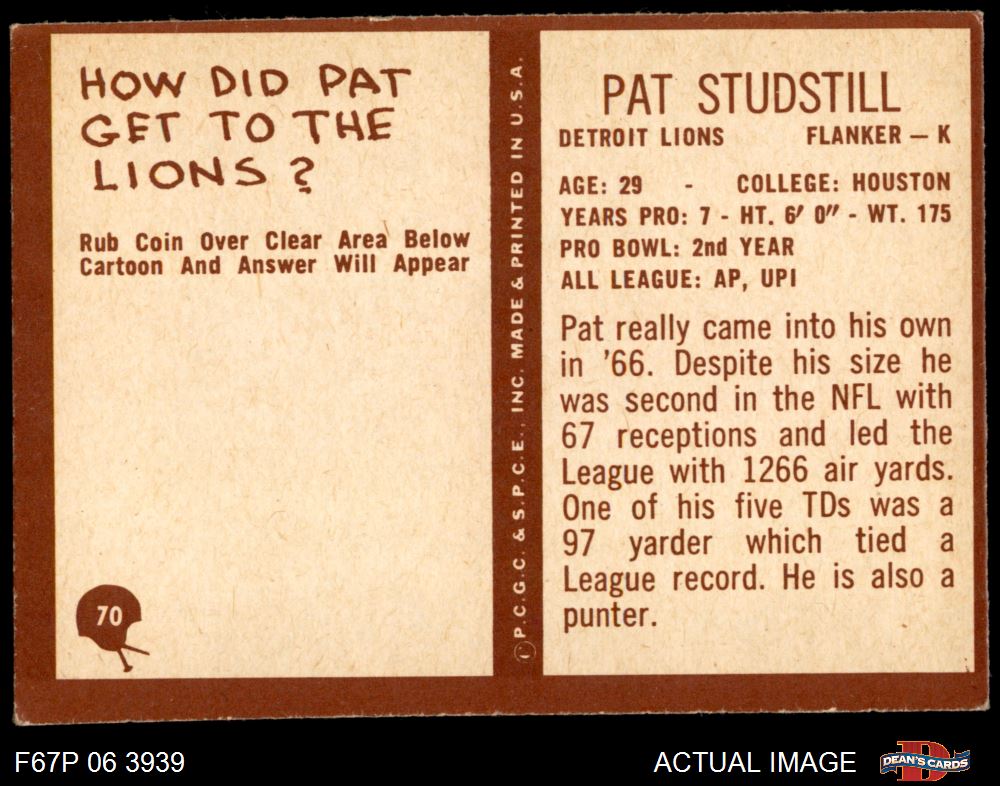 HOW DID PAT
GET TO THE
LIONS?
Rub Coin Over Clear Area Below
Cartoon And Answer Will Appear
70
Ⓒ P.C.G.C. & S.P.C.E., INC. MADE & PRINTED IN U.S.A.
PAT STUDSTILL
DETROIT LIONS FLANKER — K
AGE: 29 - COLLEGE: HOUSTON
YEARS PRO: 7 - HT. 6' 0" - WT. 175
PRO BOWL: 2nd YEAR
ALL LEAGUE: AP, UPI
Pat really came into his own
in '66. Despite his size he
was second in the NFL with
67 receptions and led the
League with 1266 air yards.
One of his five TDs was a
97 yarder which tied a
League record. He is also a
punter.
F67P 06 3939
ACTUAL IMAGE
D
DEAN'S CARDS